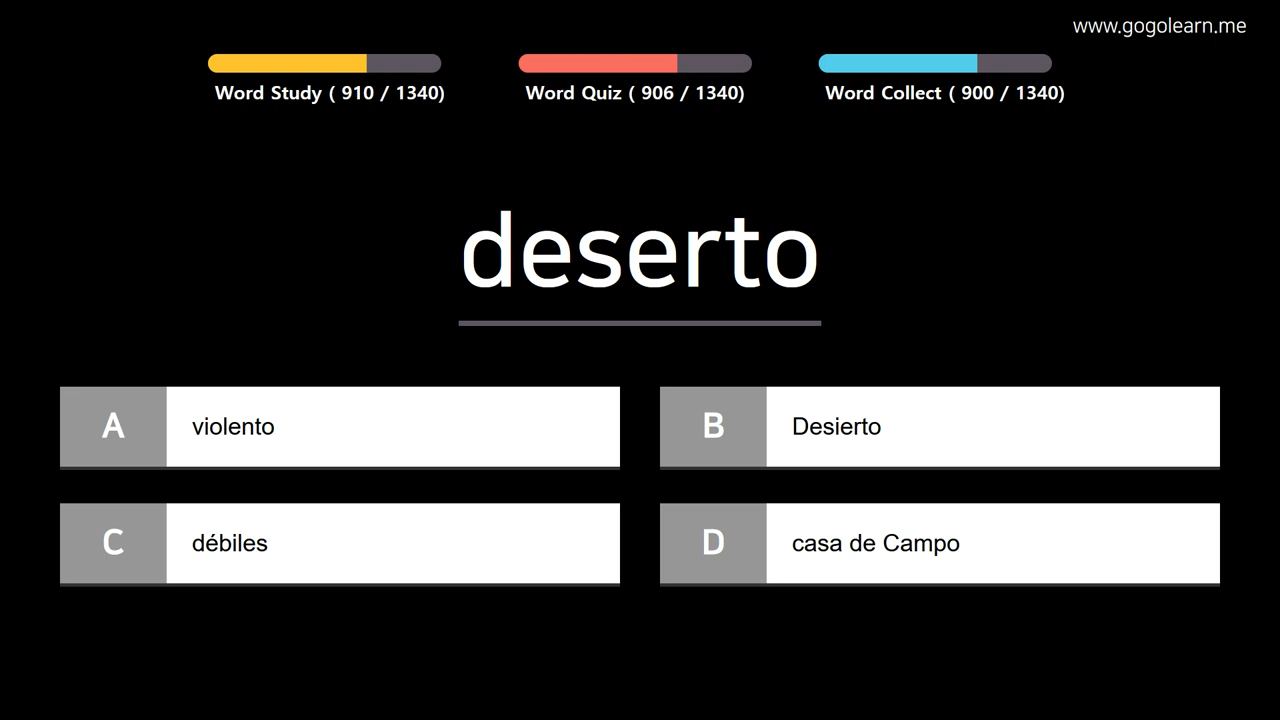 www.gogolearn.me
Word Study ( 910 / 1340)
Word Quiz ( 906 / 1340)
Word Collect ( 900 / 1340)
deserto
A violento
B Desierto
C débiles
D casa de Campo